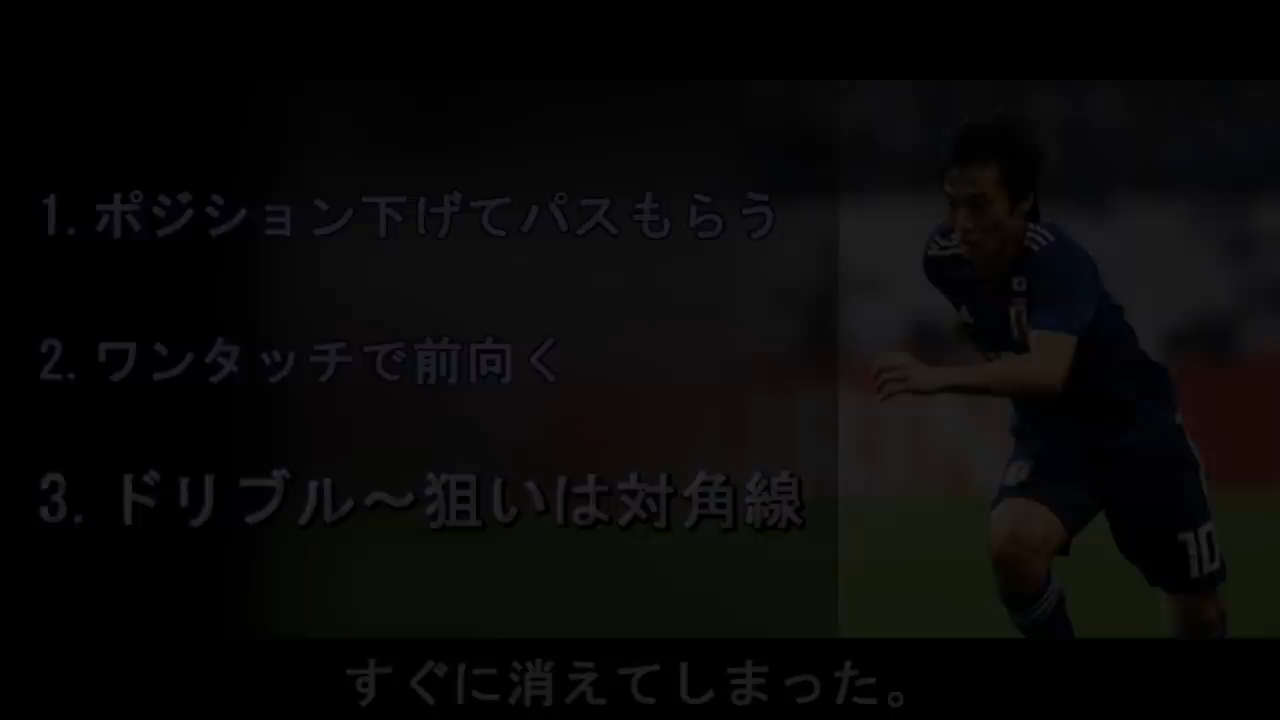 1.ポジション下げてパスもらう
2.ワンタッチで前向く
3.ドリブル～狙いは対角線
10
すぐに消えてしまった。